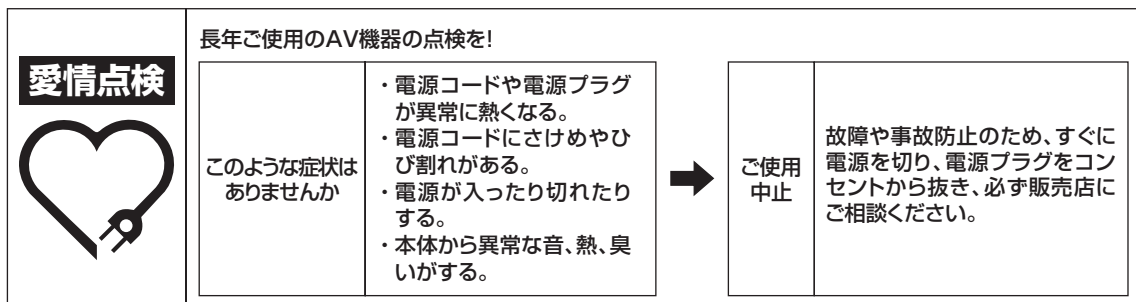 愛情点検
長年ご使用のAV機器の点検を!
このような症状は
ありませんか
・電源コードや電源プラグ
が異常に熱くなる。
・電源コードにさけめやひ
び割れがある。
・電源が入ったり切れたり
する。
・本体から異常な音、熱、臭
いがする。
ご使用
中止
故障や事故防止のため、すぐに
電源を切り、電源プラグをコン
セントから抜き、必ず販売店に
ご相談ください。